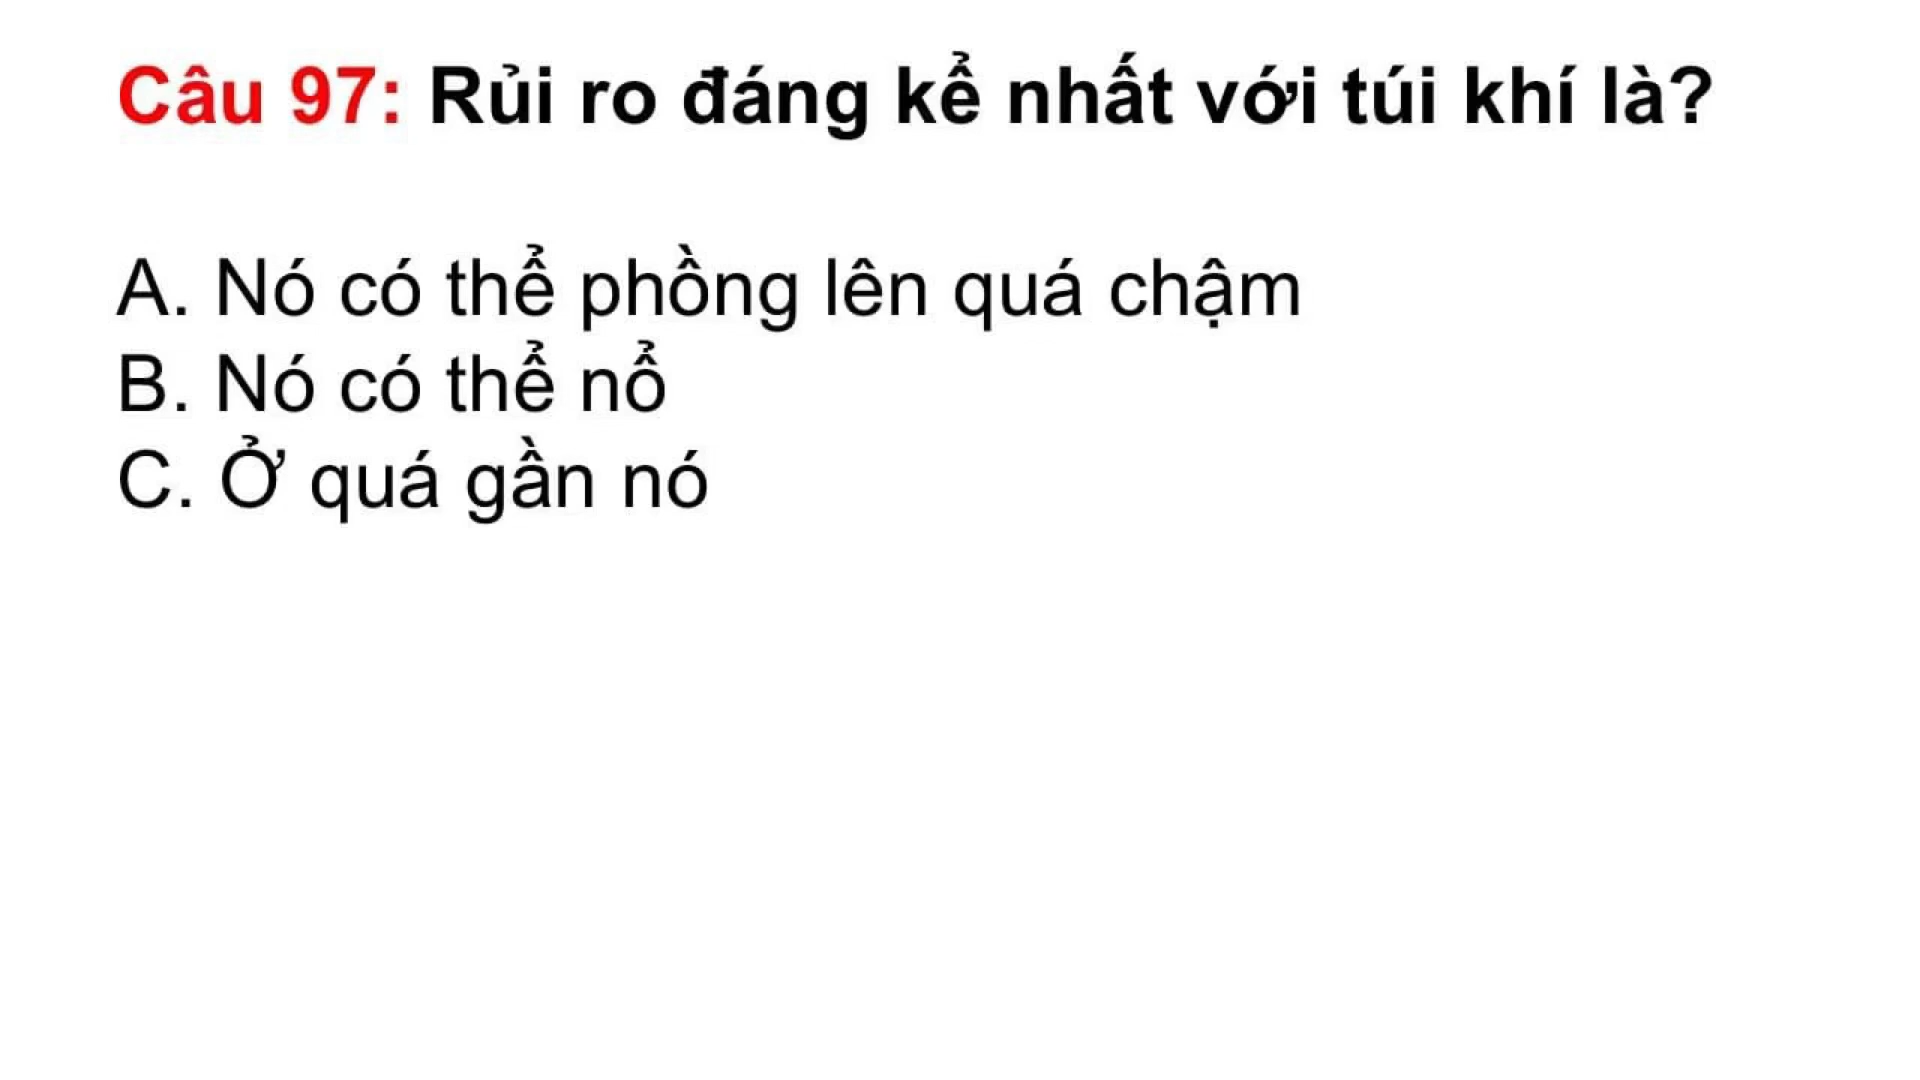 Câu 97: Rủi ro đáng kể nhất với túi khí là?
A. Nó có thể phồng lên quá chậm
B. Nó có thể nổ
C. Ở quá gần nó